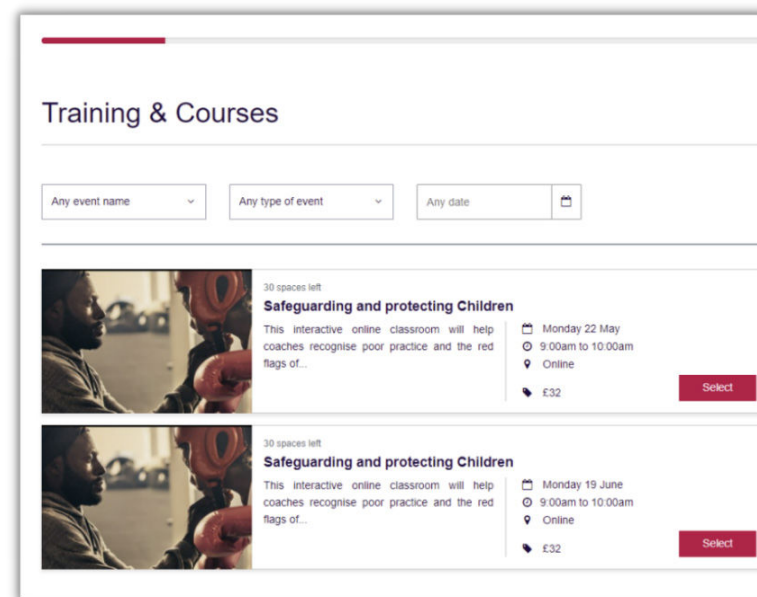 Training & Courses
Any event name
Any type of event
Any date
30 spaces left
Safeguarding and protecting Children
This interactive online classroom will help
coaches recognise poor practice and the red
flags of...
Monday 22 May
9:00am to 10:00am
Online
£32
Select
30 spaces left
Safeguarding and protecting Children
This interactive online classroom will help
coaches recognise poor practice and the red
flags of...
Monday 19 June
9:00am to 10:00am
Online
£32
Select